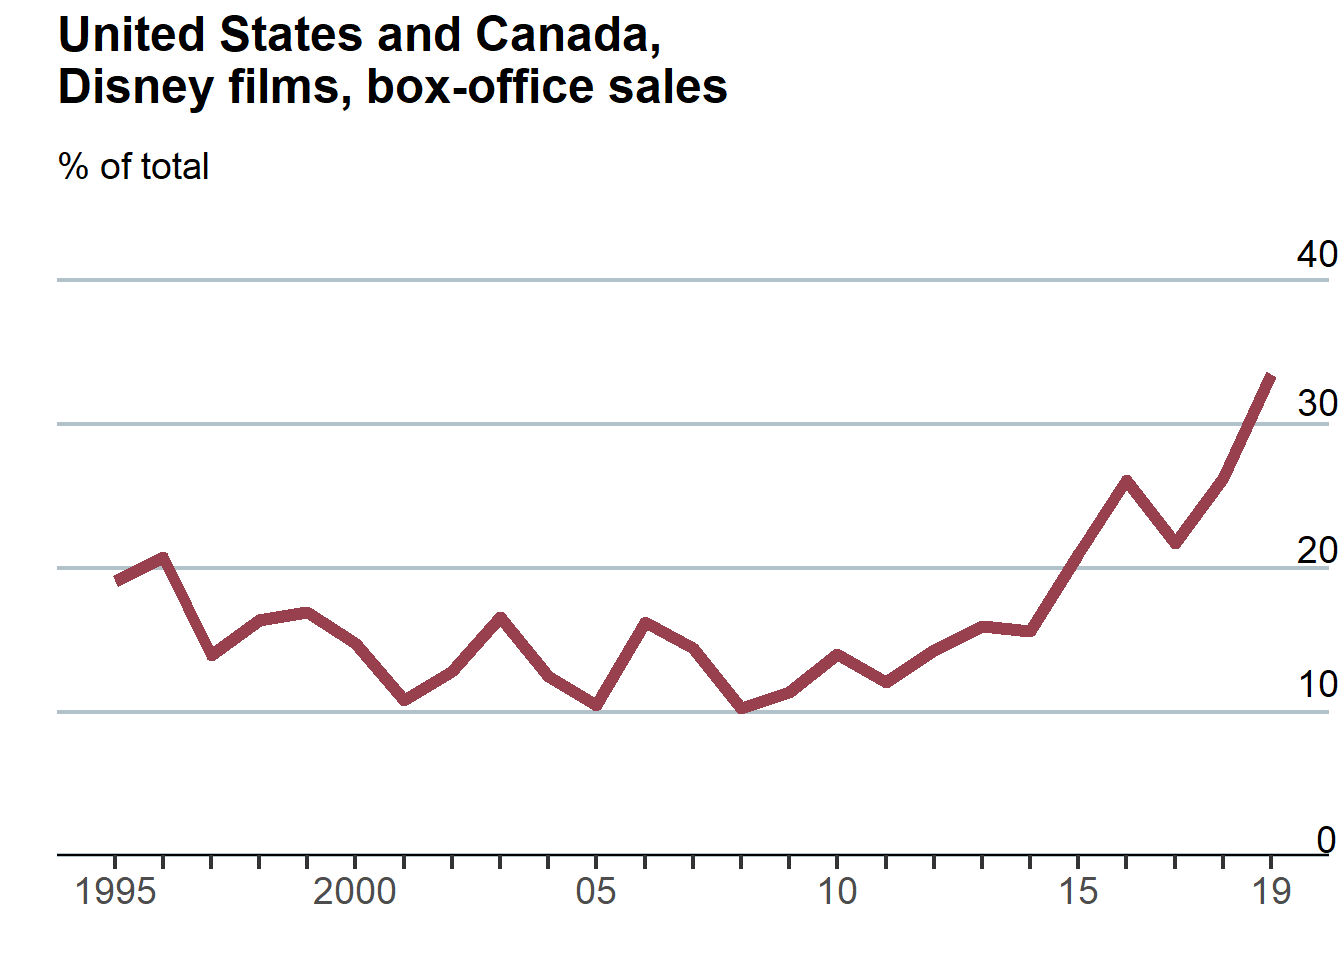 United States and Canada,
Disney films, box-office sales
% of total
40
30
20
10
0
1995 2000 05 10 15 19